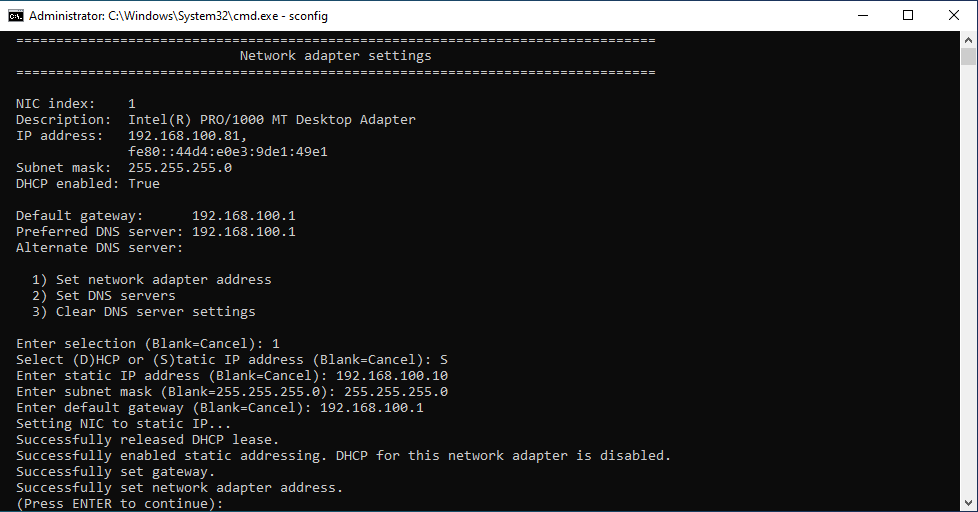 Administrator: C:\Windows\System32\cmd.exe - sconfig
================================================================================
Network adapter settings
================================================================================
NIC index: 1
Description: Intel(R) PRO/1000 MT Desktop Adapter
IP address: 192.168.100.81,
fe80::44d4:e0e3:9de1:49e1
Subnet mask: 255.255.255.0
DHCP enabled: True
Default gateway: 192.168.100.1
Preferred DNS server: 192.168.100.1
Alternate DNS server:
1) Set network adapter address
2) Set DNS servers
3) Clear DNS server settings
Enter selection (Blank=Cancel): 1
Select (D)HCP or (S)tatic IP address (Blank=Cancel): S
Enter static IP address (Blank=Cancel): 192.168.100.10
Enter subnet mask (Blank=255.255.255.0): 255.255.255.0
Enter default gateway (Blank=Cancel): 192.168.100.1
Setting NIC to static IP...
Successfully released DHCP lease.
Successfully enabled static addressing. DHCP for this network adapter is disabled.
Successfully set gateway.
Successfully set network adapter address.
(Press ENTER to continue):